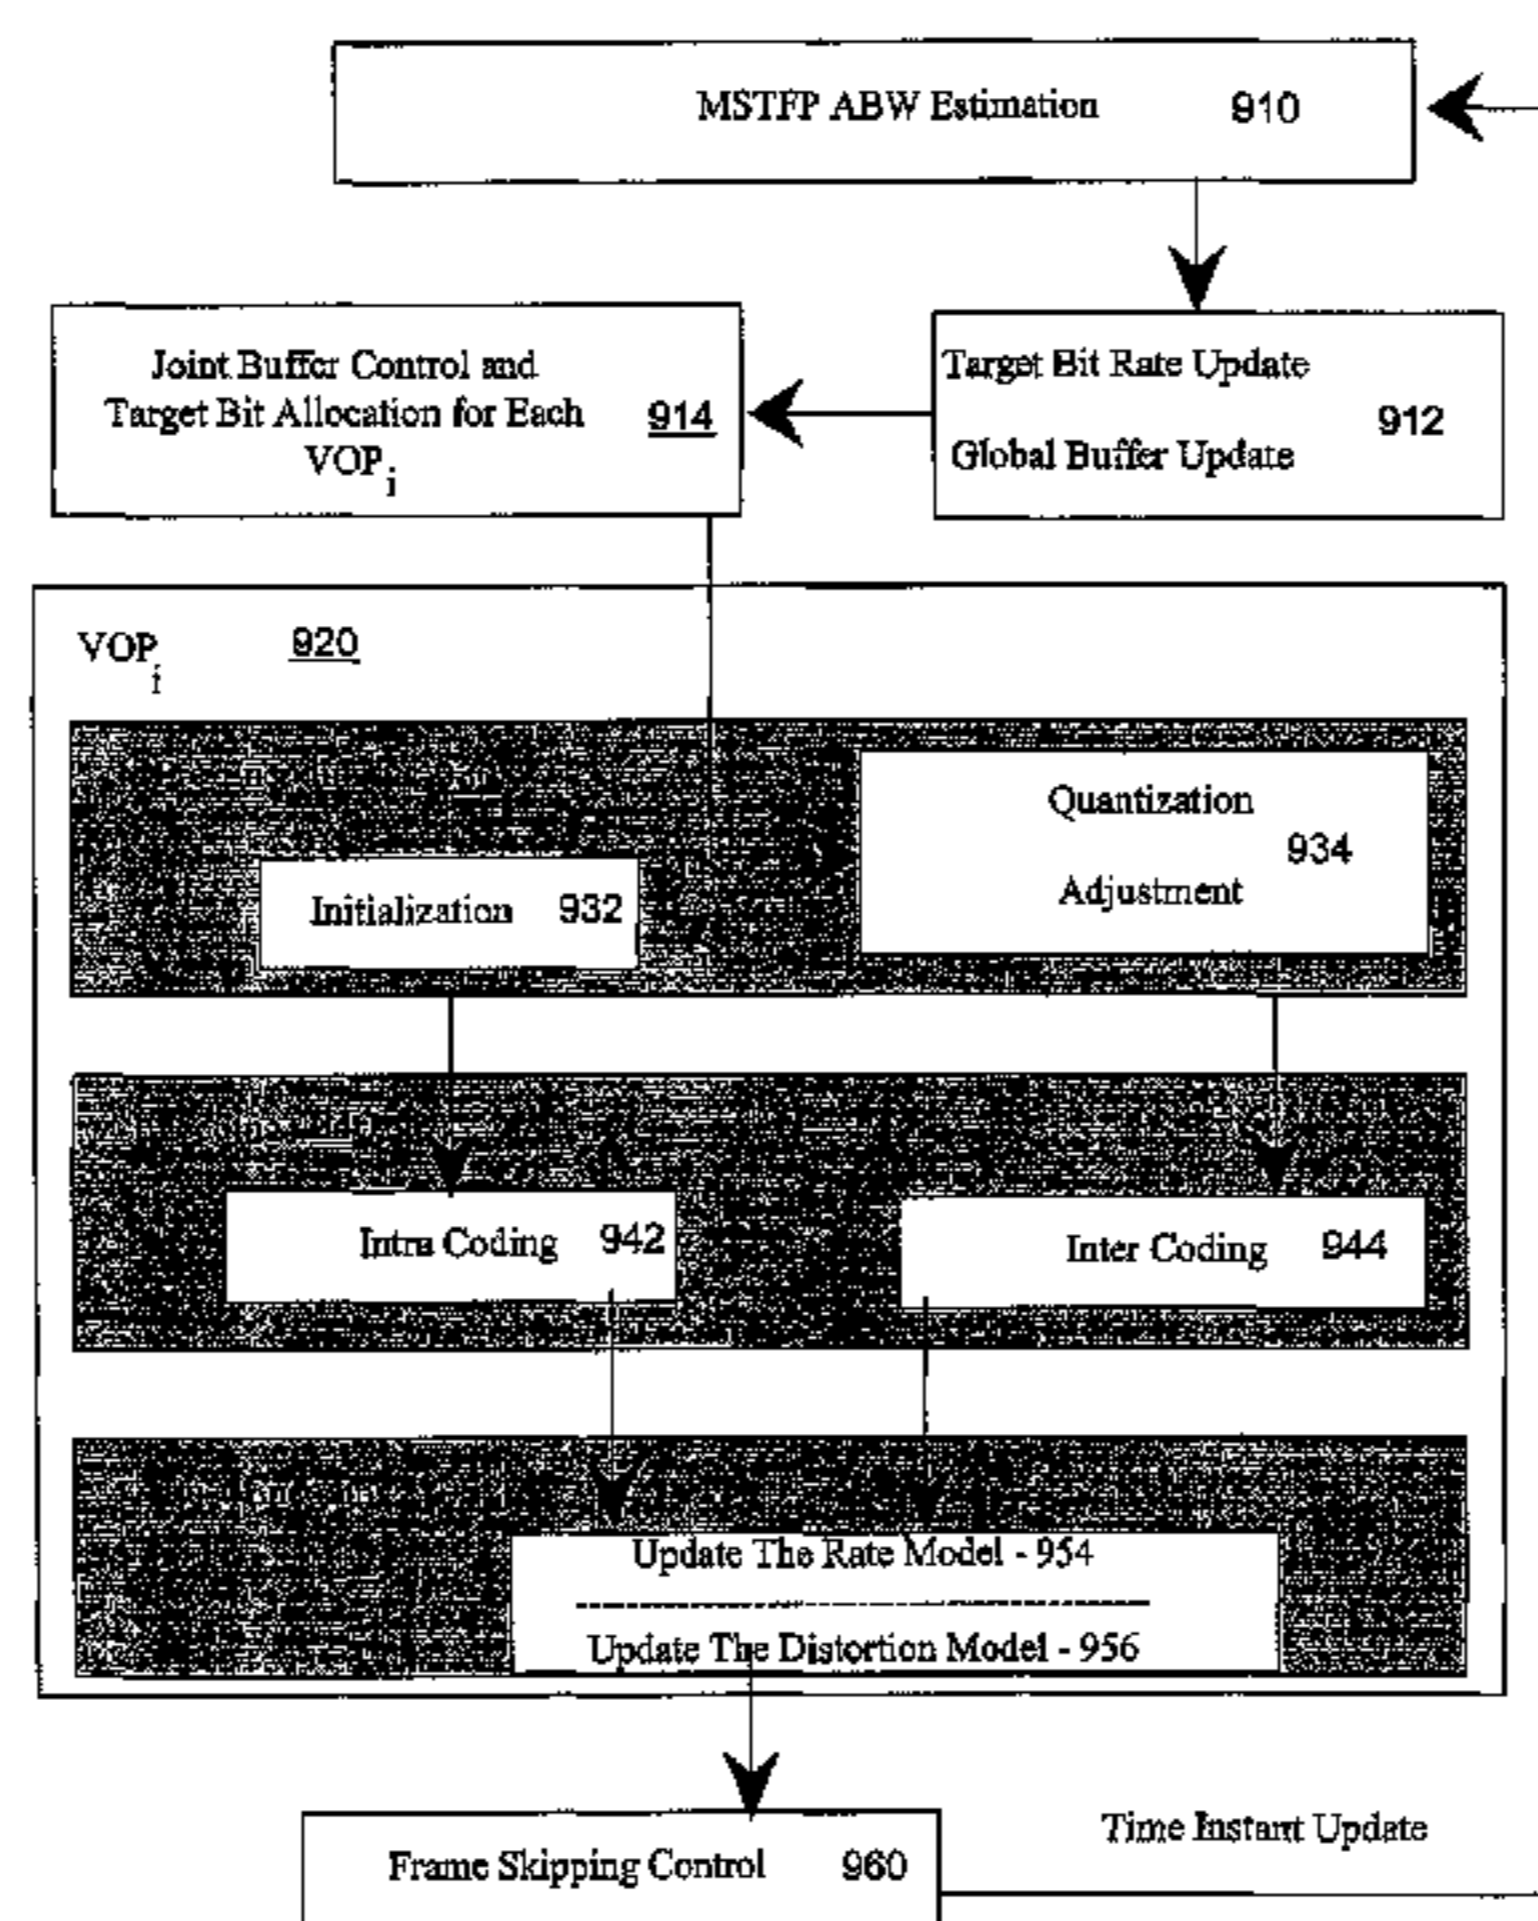 MSTFP ABW Estimation 910
Joint Buffer Control and
Target Bit Allocation for Each 914
VOPi
Target Bit Rate Update
912
Global Buffer Update
VOPi 920
Quantization
934
Adjustment
Initialization 932
Intra Coding 942
Inter Coding 944
Update The Rate Model - 954
Update The Distortion Model - 956
Time Instant Update
Frame Skipping Control 960